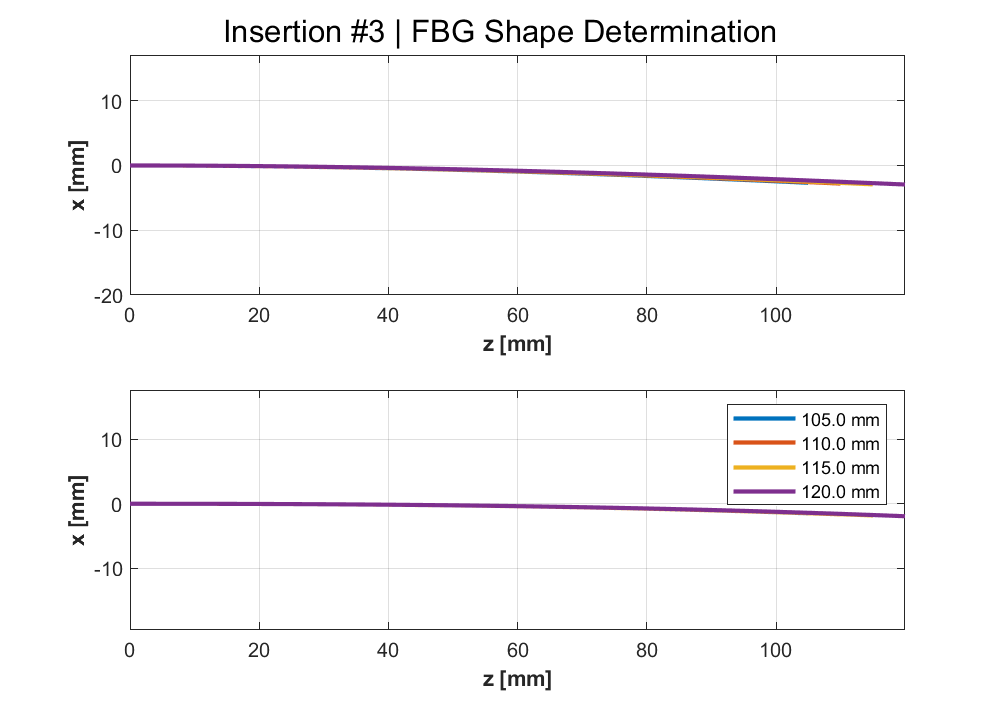 Insertion #3 | FBG Shape Determination
10
0
-10
-20
x [mm]
0 20 40 60 80 100
z [mm]
10
0
-10
x [mm]
105.0 mm
110.0 mm
115.0 mm
120.0 mm
0 20 40 60 80 100
z [mm]